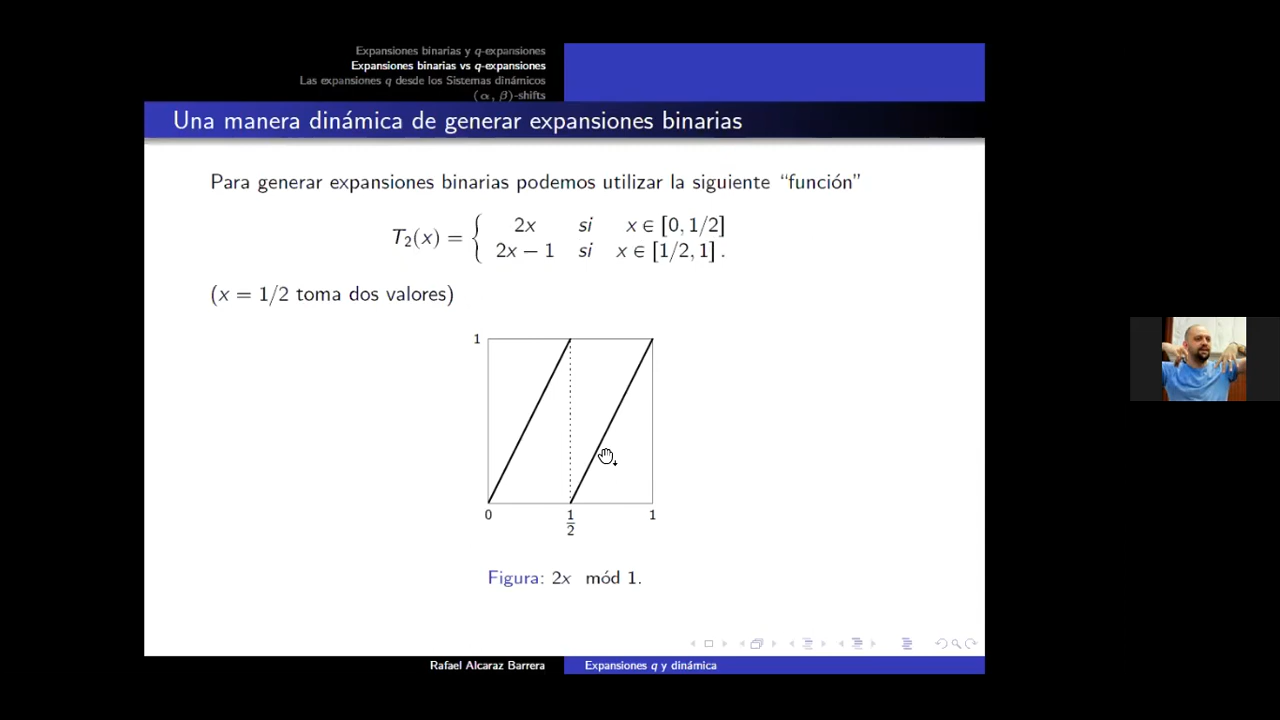 Expansiones binarias y q-expansiones
Expansiones binarias vs q-expansiones
Las expansiones q desde los Sistemas dinámicos
(α, β)-shifts
Una manera dinámica de generar expansiones binarias
Para generar expansiones binarias podemos utilizar la siguiente “función”
T₂(x) = { 2x si x ∈ [0, 1/2]
2x − 1 si x ∈ [1/2, 1] .
(x = 1/2 toma dos valores)
1
0 1/2 1
Figura: 2x mód 1.
Rafael Alcaraz Barrera Expansiones q y dinámica